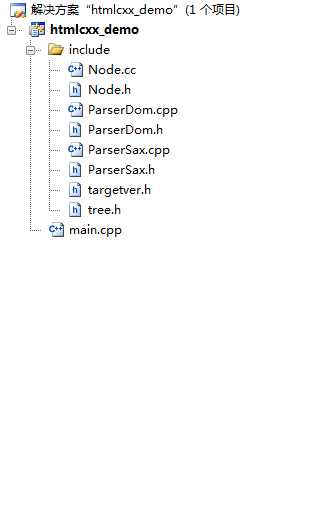 解决方案“htmlcxx_demo”(1 个项目)
htmlcxx_demo
include
Node.cc
Node.h
ParserDom.cpp
ParserDom.h
ParserSax.cpp
ParserSax.h
targetver.h
tree.h
main.cpp